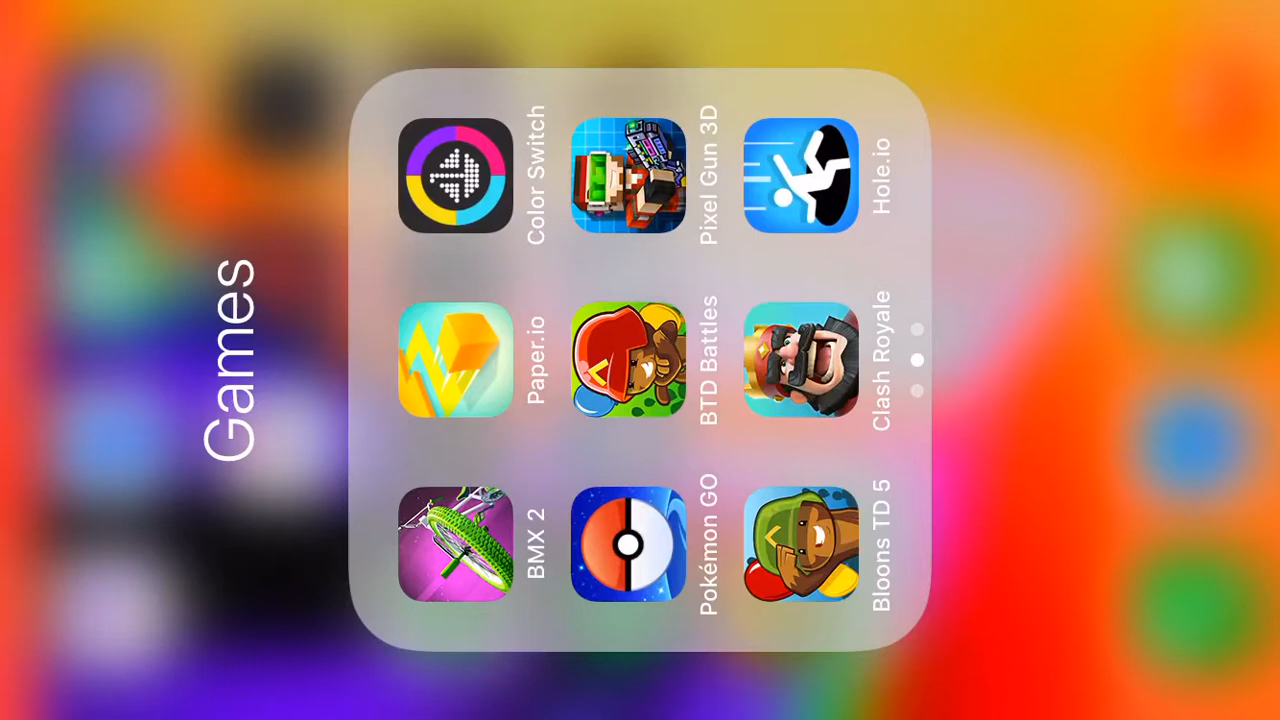 Games
BMX 2
Paper.io
Color Switch
Pokémon GO
BTD Battles
Pixel Gun 3D
Bloons TD 5
Clash Royale
Hole.io